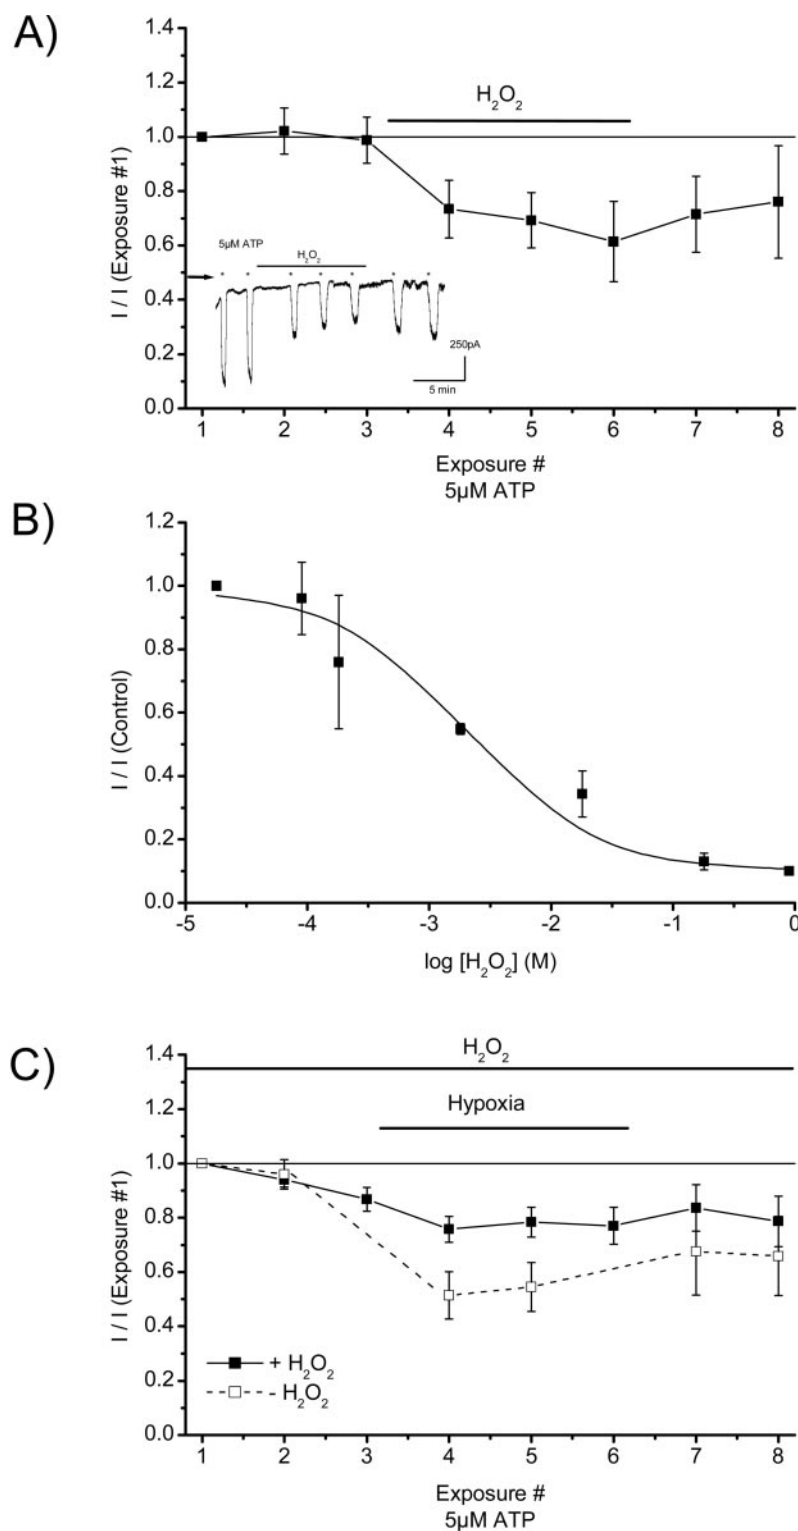 A)
1.4
1.2
1.0
0.8
0.6
0.4
0.2
0.0
I / I (Exposure #1)
H₂O₂
5µM ATP
H₂O₂
* * * * * * *
250pA
5 min
1 2 3 4 5 6 7 8
Exposure #
5µM ATP
B)
1.2
1.0
0.8
0.6
0.4
0.2
0.0
I / I (Control)
-5 -4 -3 -2 -1 0
log [H₂O₂] (M)
C)
1.4
1.2
1.0
0.8
0.6
0.4
0.2
0.0
I / I (Exposure #1)
H₂O₂
Hypoxia
+ H₂O₂
- H₂O₂
1 2 3 4 5 6 7 8
Exposure #
5µM ATP